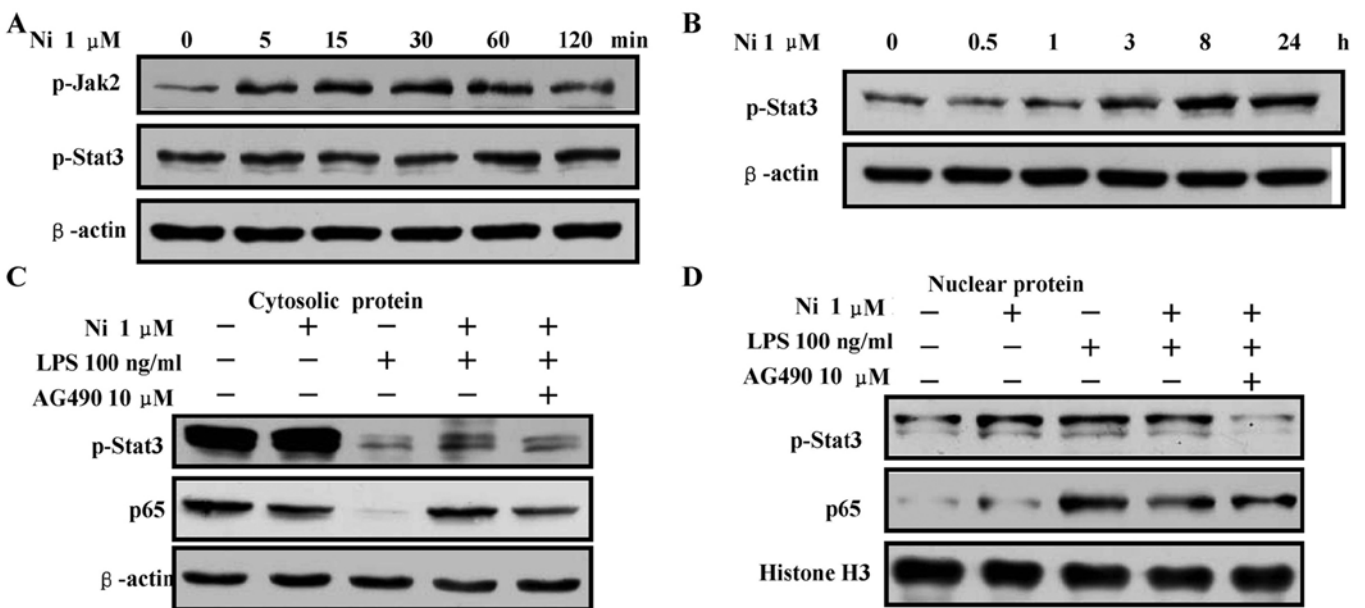 A
Ni 1 μM 0 5 15 30 60 120 min
p-Jak2
p-Stat3
β-actin
B
Ni 1 μM 0 0.5 1 3 8 24 h
p-Stat3
β-actin
C
Cytosolic protein
Ni 1 μM − + − + +
LPS 100 ng/ml − − + + +
AG490 10 μM − − − − +
p-Stat3
p65
β-actin
D
Nuclear protein
Ni 1 μM − + − + +
LPS 100 ng/ml − − + + +
AG490 10 μM − − − − +
p-Stat3
p65
Histone H3